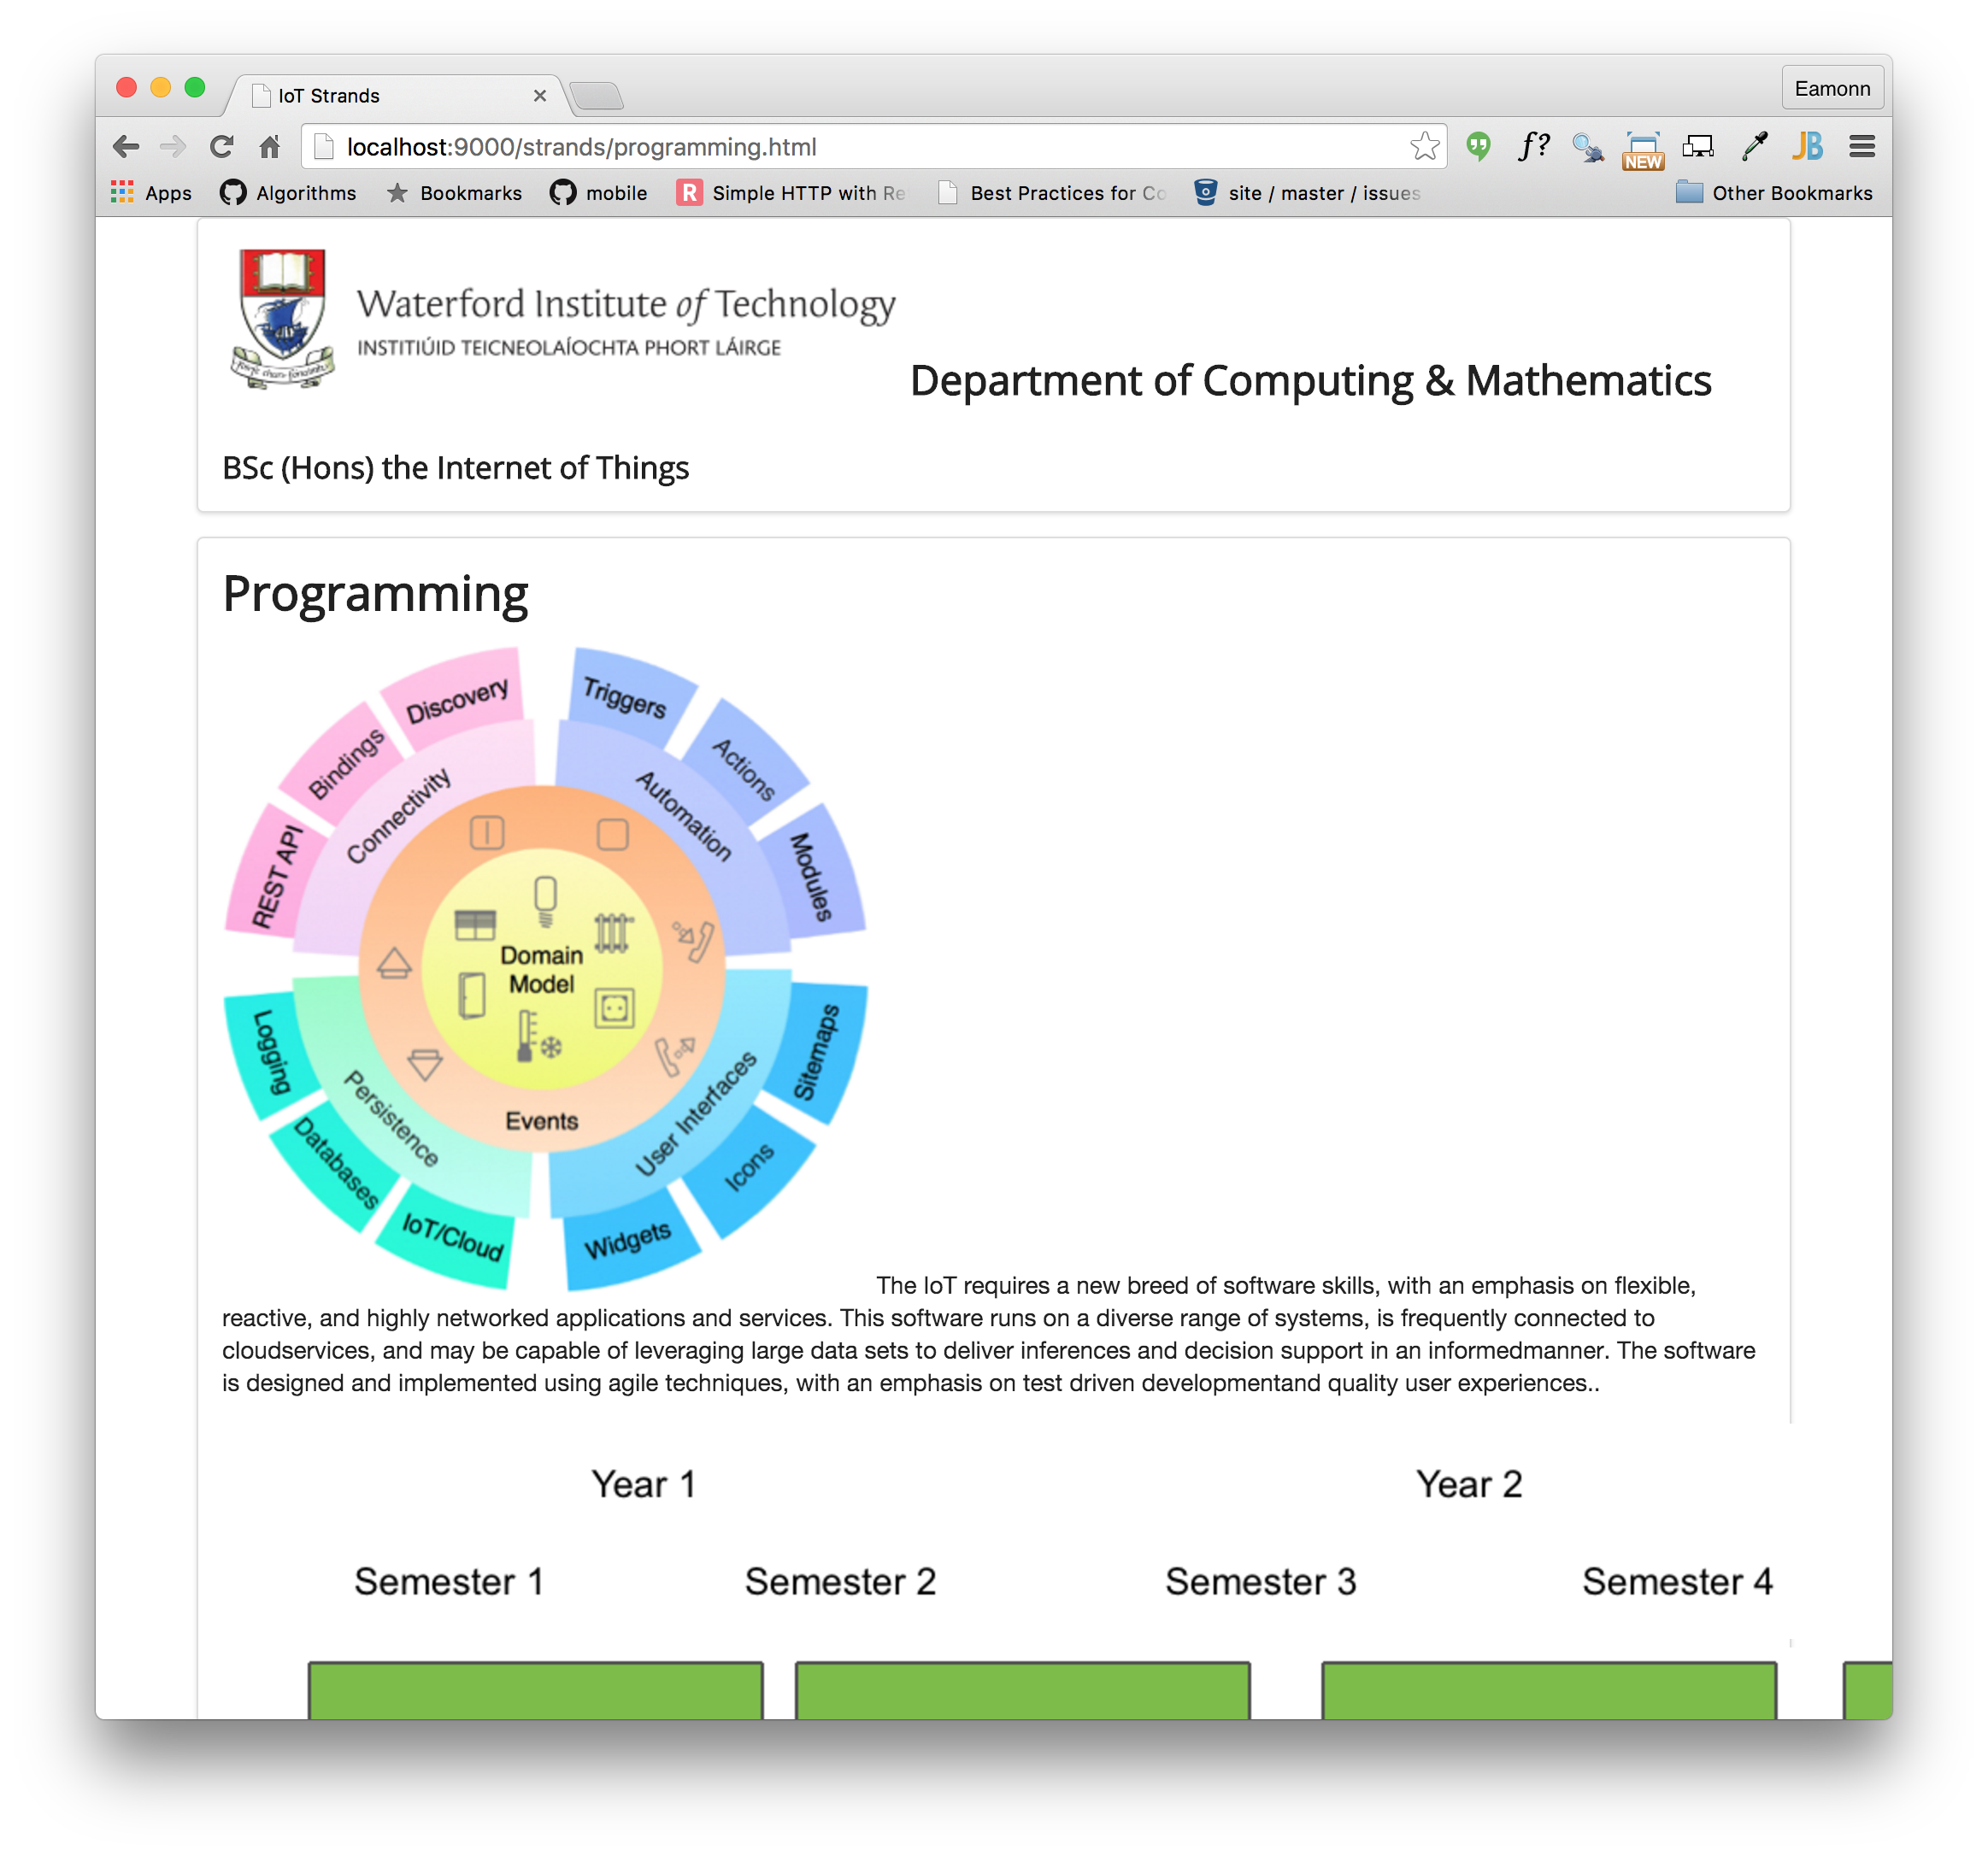 IoT Strands
Eamonn
localhost:9000/strands/programming.html
f?
NEW
JB
Apps
Algorithms
Bookmarks
mobile
R
Simple HTTP with Re
Best Practices for Co
site / master / issues
Other Bookmarks
Waterford Institute of Technology
INSTITIÚID TEICNEOLAÍOCHTA PHORT LÁIRGE
Department of Computing & Mathematics
BSc (Hons) the Internet of Things
Programming
Discovery
Triggers
Bindings
Actions
Connectivity
Automation
REST API
Modules
Domain
Model
Logging
Sitemaps
Persistence
User Interfaces
Events
Databases
Icons
IoT/Cloud
Widgets
The IoT requires a new breed of software skills, with an emphasis on flexible,
reactive, and highly networked applications and services. This software runs on a diverse range of systems, is frequently connected to
cloudservices, and may be capable of leveraging large data sets to deliver inferences and decision support in an informedmanner. The software
is designed and implemented using agile techniques, with an emphasis on test driven developmentand quality user experiences..
Year 1
Year 2
Semester 1
Semester 2
Semester 3
Semester 4